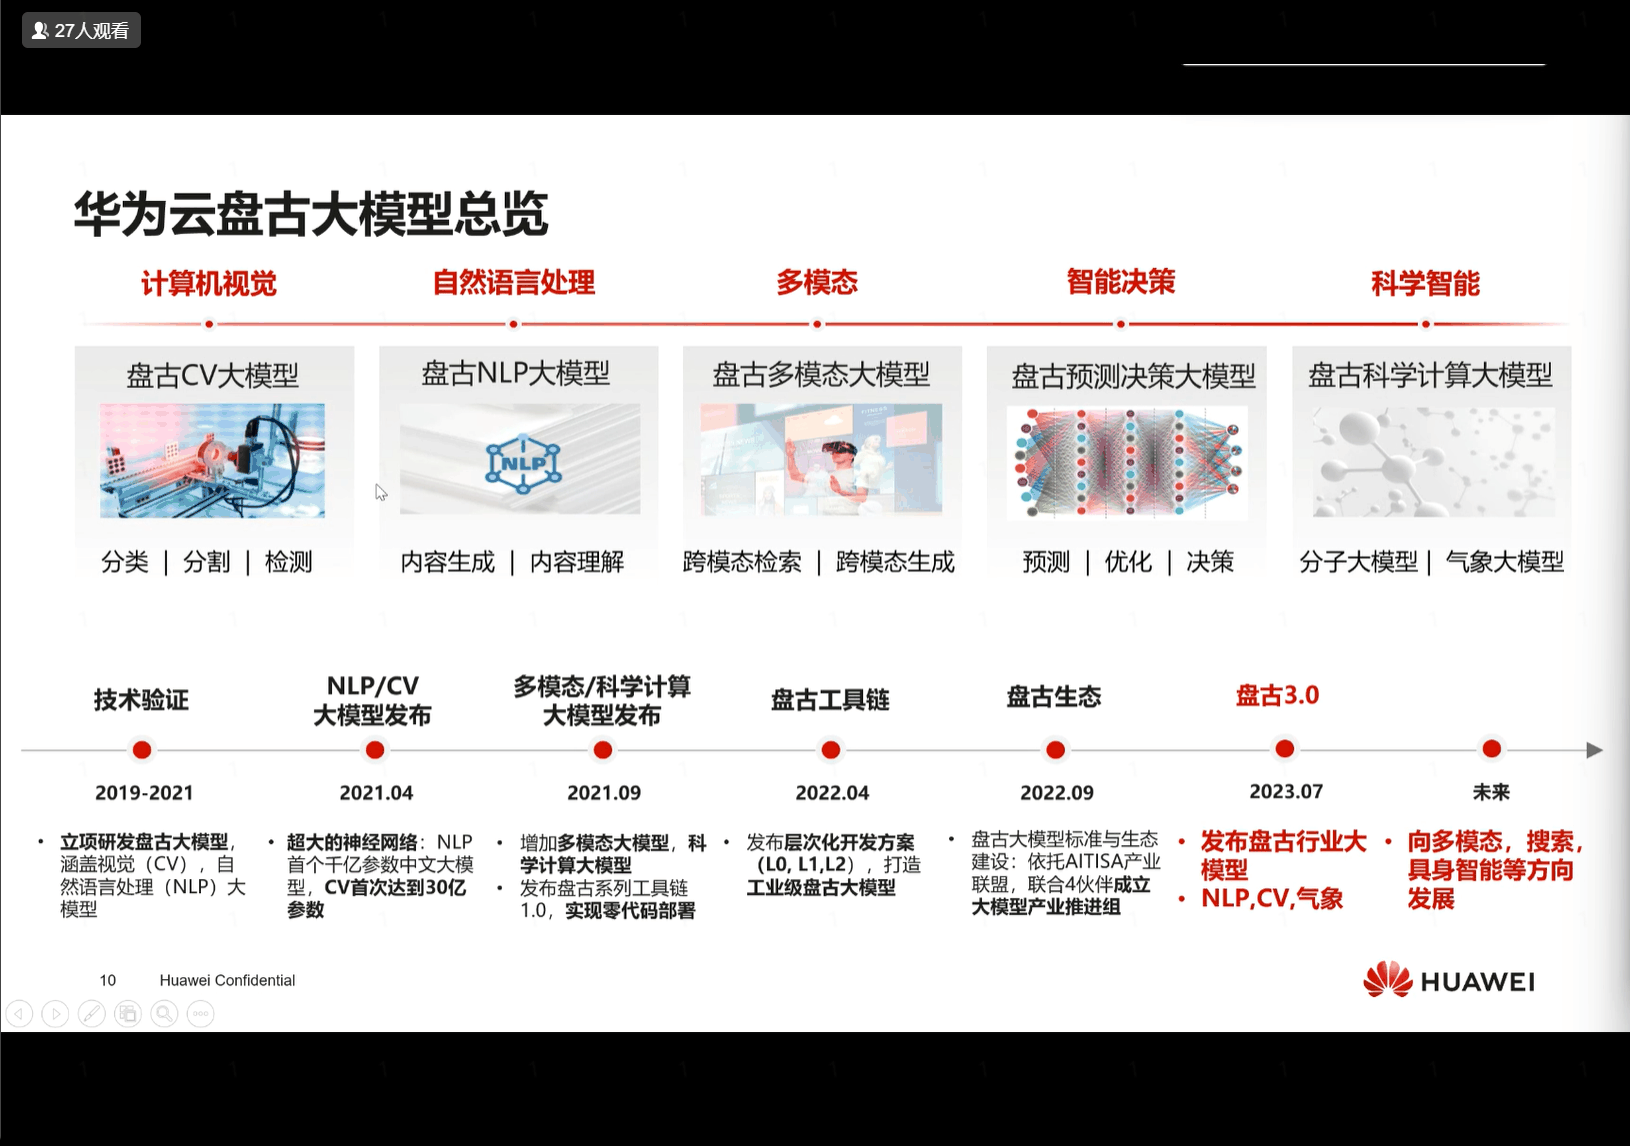 27人观看
华为云盘古大模型总览
计算机视觉
自然语言处理
多模态
智能决策
科学智能
盘古CV大模型
盘古NLP大模型
盘古多模态大模型
盘古预测决策大模型
盘古科学计算大模型
NLP
分类 | 分割 | 检测
内容生成 | 内容理解
跨模态检索 | 跨模态生成
预测 | 优化 | 决策
分子大模型 | 气象大模型
技术验证
NLP/CV
大模型发布
多模态/科学计算
大模型发布
盘古工具链
盘古生态
盘古3.0
2019-2021
2021.04
2021.09
2022.04
2022.09
2023.07
未来
• 立项研发盘古大模型，
涵盖视觉（CV），自
然语言处理（NLP）大
模型
• 超大的神经网络：NLP
首个千亿参数中文大模
型，CV首次达到30亿
参数
• 增加多模态大模型，科
学计算大模型
• 发布盘古系列工具链
1.0，实现零代码部署
• 发布层次化开发方案
（L0, L1,L2），打造
工业级盘古大模型
• 盘古大模型标准与生态
建设：依托AITISA产业
联盟，联合4伙伴成立
大模型产业推进组
• 发布盘古行业大
模型
• NLP,CV,气象
• 向多模态，搜索，
具身智能等方向
发展
10
Huawei Confidential
HUAWEI